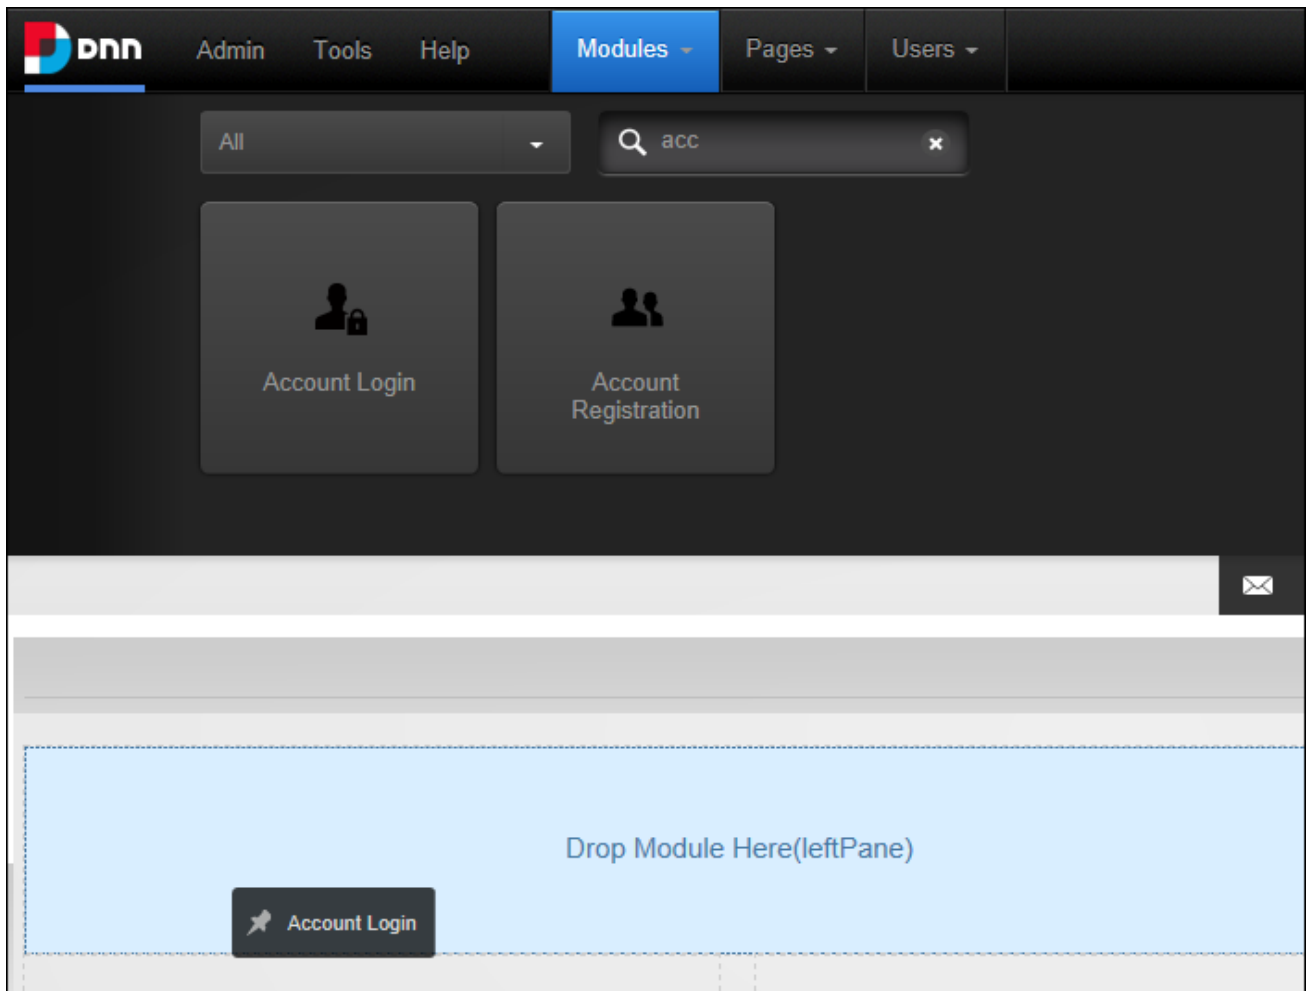 DNN Admin Tools Help Modules Pages Users
All acc
Account Login Account
Registration
Drop Module Here(leftPane)
Account Login